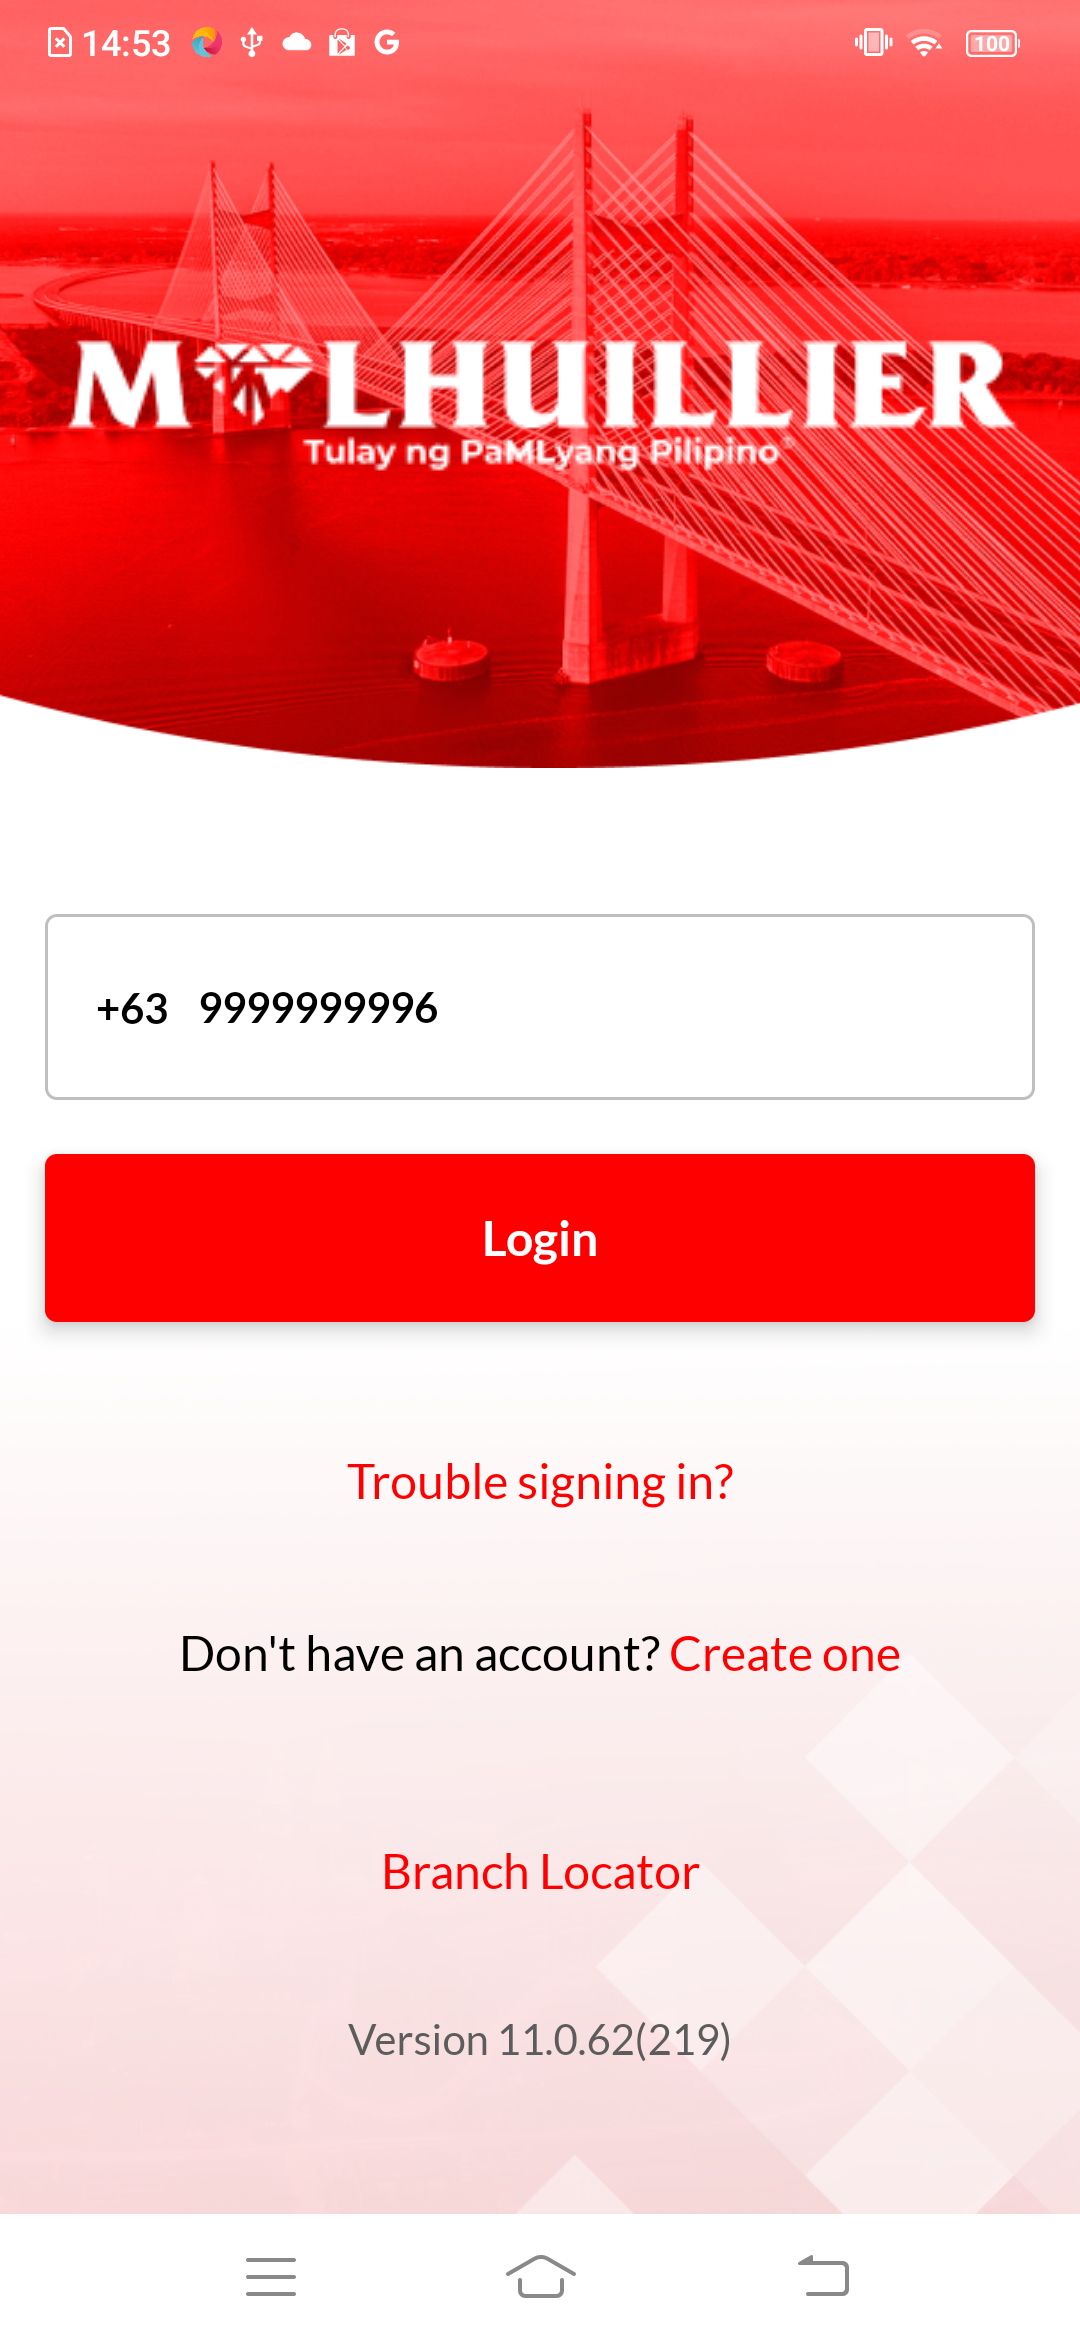 14:53
100
M LHUILLIER
Tulay ng PaMLyang Pilipino
+63 9999999996
Login
Trouble signing in?
Don't have an account? Create one
Branch Locator
Version 11.0.62(219)